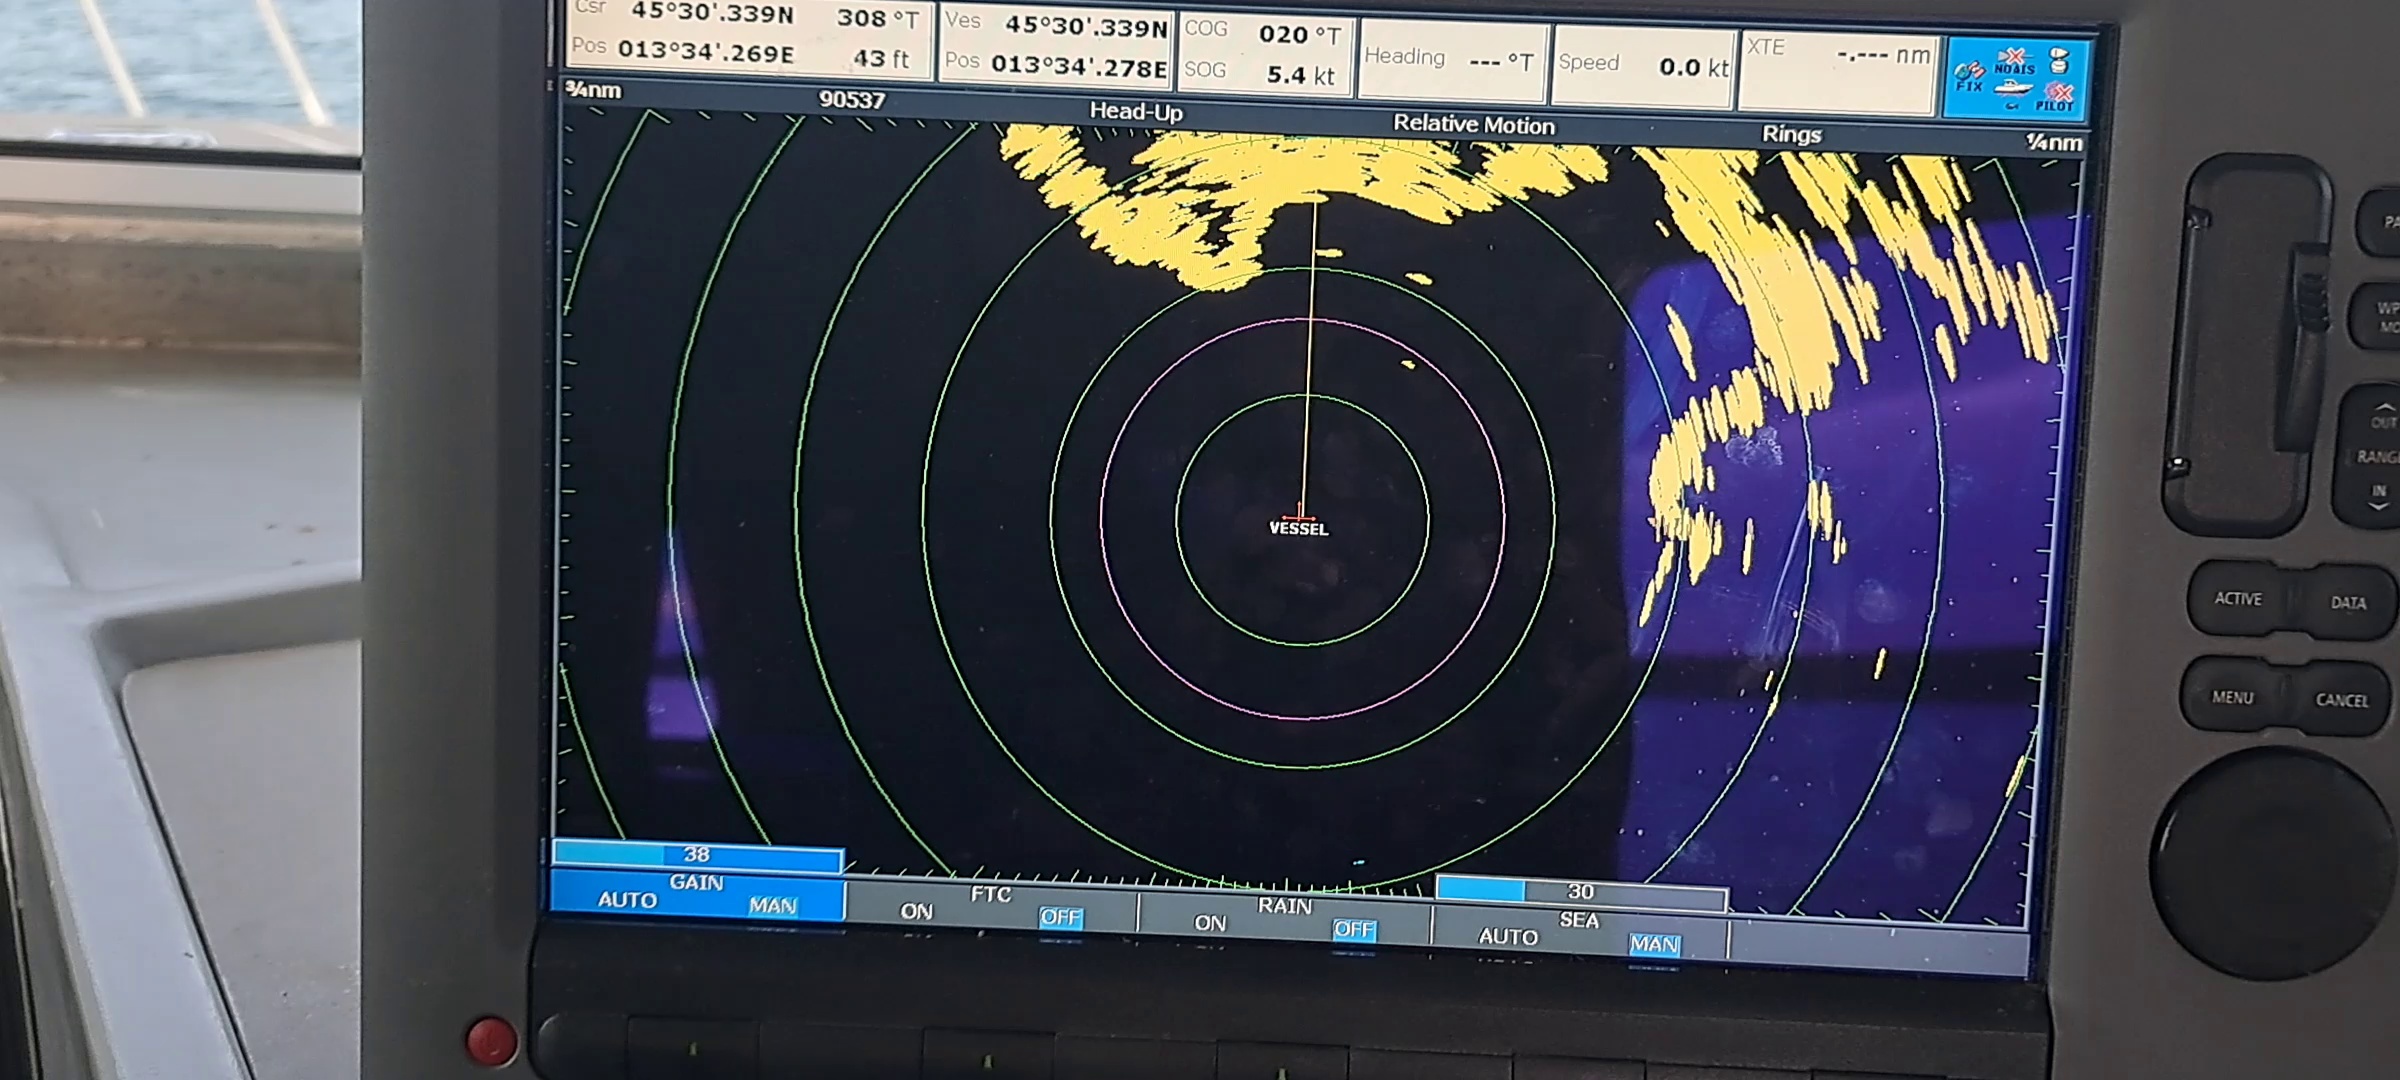 Csr 45°30'.339N 308 °T
Pos 013°34'.269E 43 ft
Ves 45°30'.339N
Pos 013°34'.278E
COG 020 °T
SOG 5.4 kt
Heading --- °T
Speed 0.0 kt
XTE -.--- nm
FIX NOAIS
PILOT
¾nm 90537 Head-Up Relative Motion Rings ¼nm
VESSEL
38
GAIN
AUTO MAN
FTC
ON OFF
RAIN
ON OFF
30
SEA
AUTO MAN
OUT
IN
ACTIVE
DATA
MENU
CANCEL